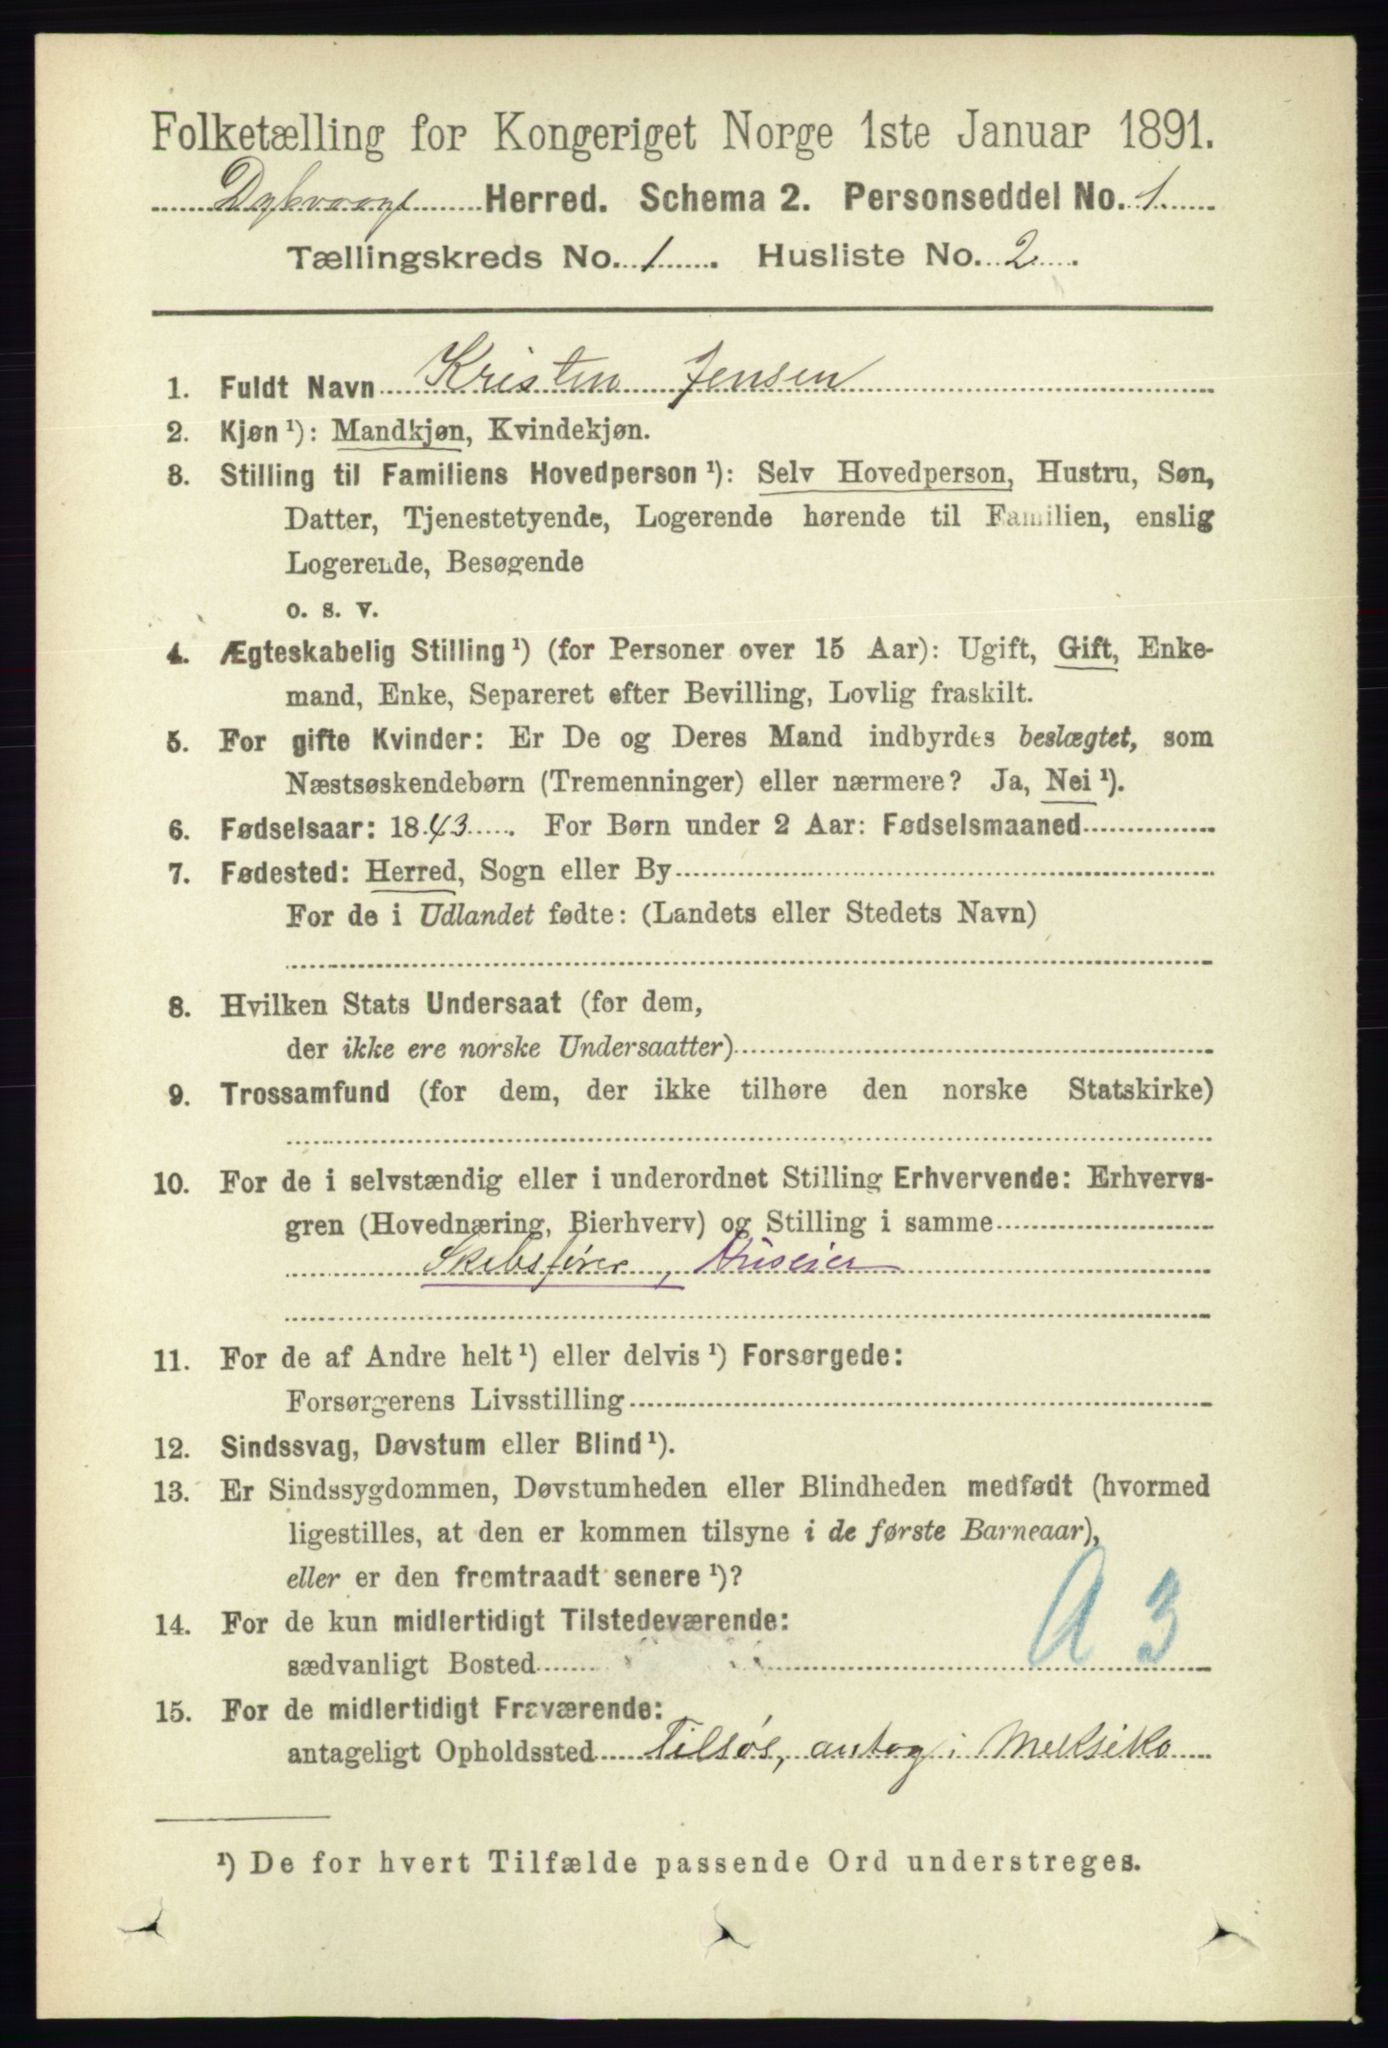 Folketælling for Kongeriget Norge 1ste Januar 1891.
Dybvaage Herred. Schema 2. Personseddel No. 1
Tællingskreds No. 1. Husliste No. 2.
1. Fuldt Navn Kristen Jensen
2. Kjøn ¹): Mandkjøn, Kvindekjøn.
3. Stilling til Familiens Hovedperson ¹): Selv Hovedperson, Hustru, Søn,
Datter, Tjenestetyende, Logerende hørende til Familien, enslig
Logerende, Besøgende
o. s. v.
4. Ægteskabelig Stilling ¹) (for Personer over 15 Aar): Ugift, Gift, Enke-
mand, Enke, Separeret efter Bevilling, Lovlig fraskilt.
5. For gifte Kvinder: Er De og Deres Mand indbyrdes beslægtet, som
Næstsøskendebørn (Tremenninger) eller nærmere? Ja, Nei ¹).
6. Fødselsaar: 1843. For Børn under 2 Aar: Fødselsmaaned
7. Fødested: Herred, Sogn eller By
For de i Udlandet fødte: (Landets eller Stedets Navn)
8. Hvilken Stats Undersaat (for dem,
der ikke ere norske Undersaatter)
9. Trossamfund (for dem, der ikke tilhøre den norske Statskirke)
10. For de i selvstændig eller i underordnet Stilling Erhvervende: Erhvervs-
gren (Hovednæring, Bierhverv) og Stilling i samme
Skibsfører, Huseier
11. For de af Andre helt ¹) eller delvis ¹) Forsørgede:
Forsørgerens Livsstilling
12. Sindssvag, Døvstum eller Blind ¹).
13. Er Sindssygdommen, Døvstumheden eller Blindheden medfødt (hvormed
ligestilles, at den er kommen tilsyne i de første Barneaar),
eller er den fremtraadt senere ¹)?
A 3
14. For de kun midlertidigt Tilstedeværende:
sædvanligt Bosted
15. For de midlertidigt Fraværende:
antageligt Opholdssted Tilsøs, antag i Meksiko
¹) De for hvert Tilfælde passende Ord understreges.